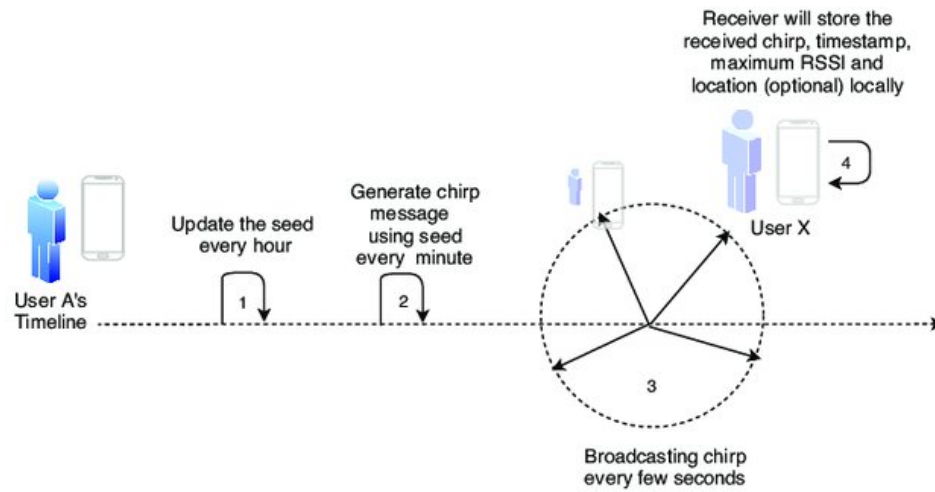 Receiver will store the
received chirp, timestamp,
maximum RSSI and
location (optional) locally
4
User X
Generate chirp
message
using seed
every minute
Update the seed
every hour
1
2
User A's
Timeline
3
Broadcasting chirp
every few seconds